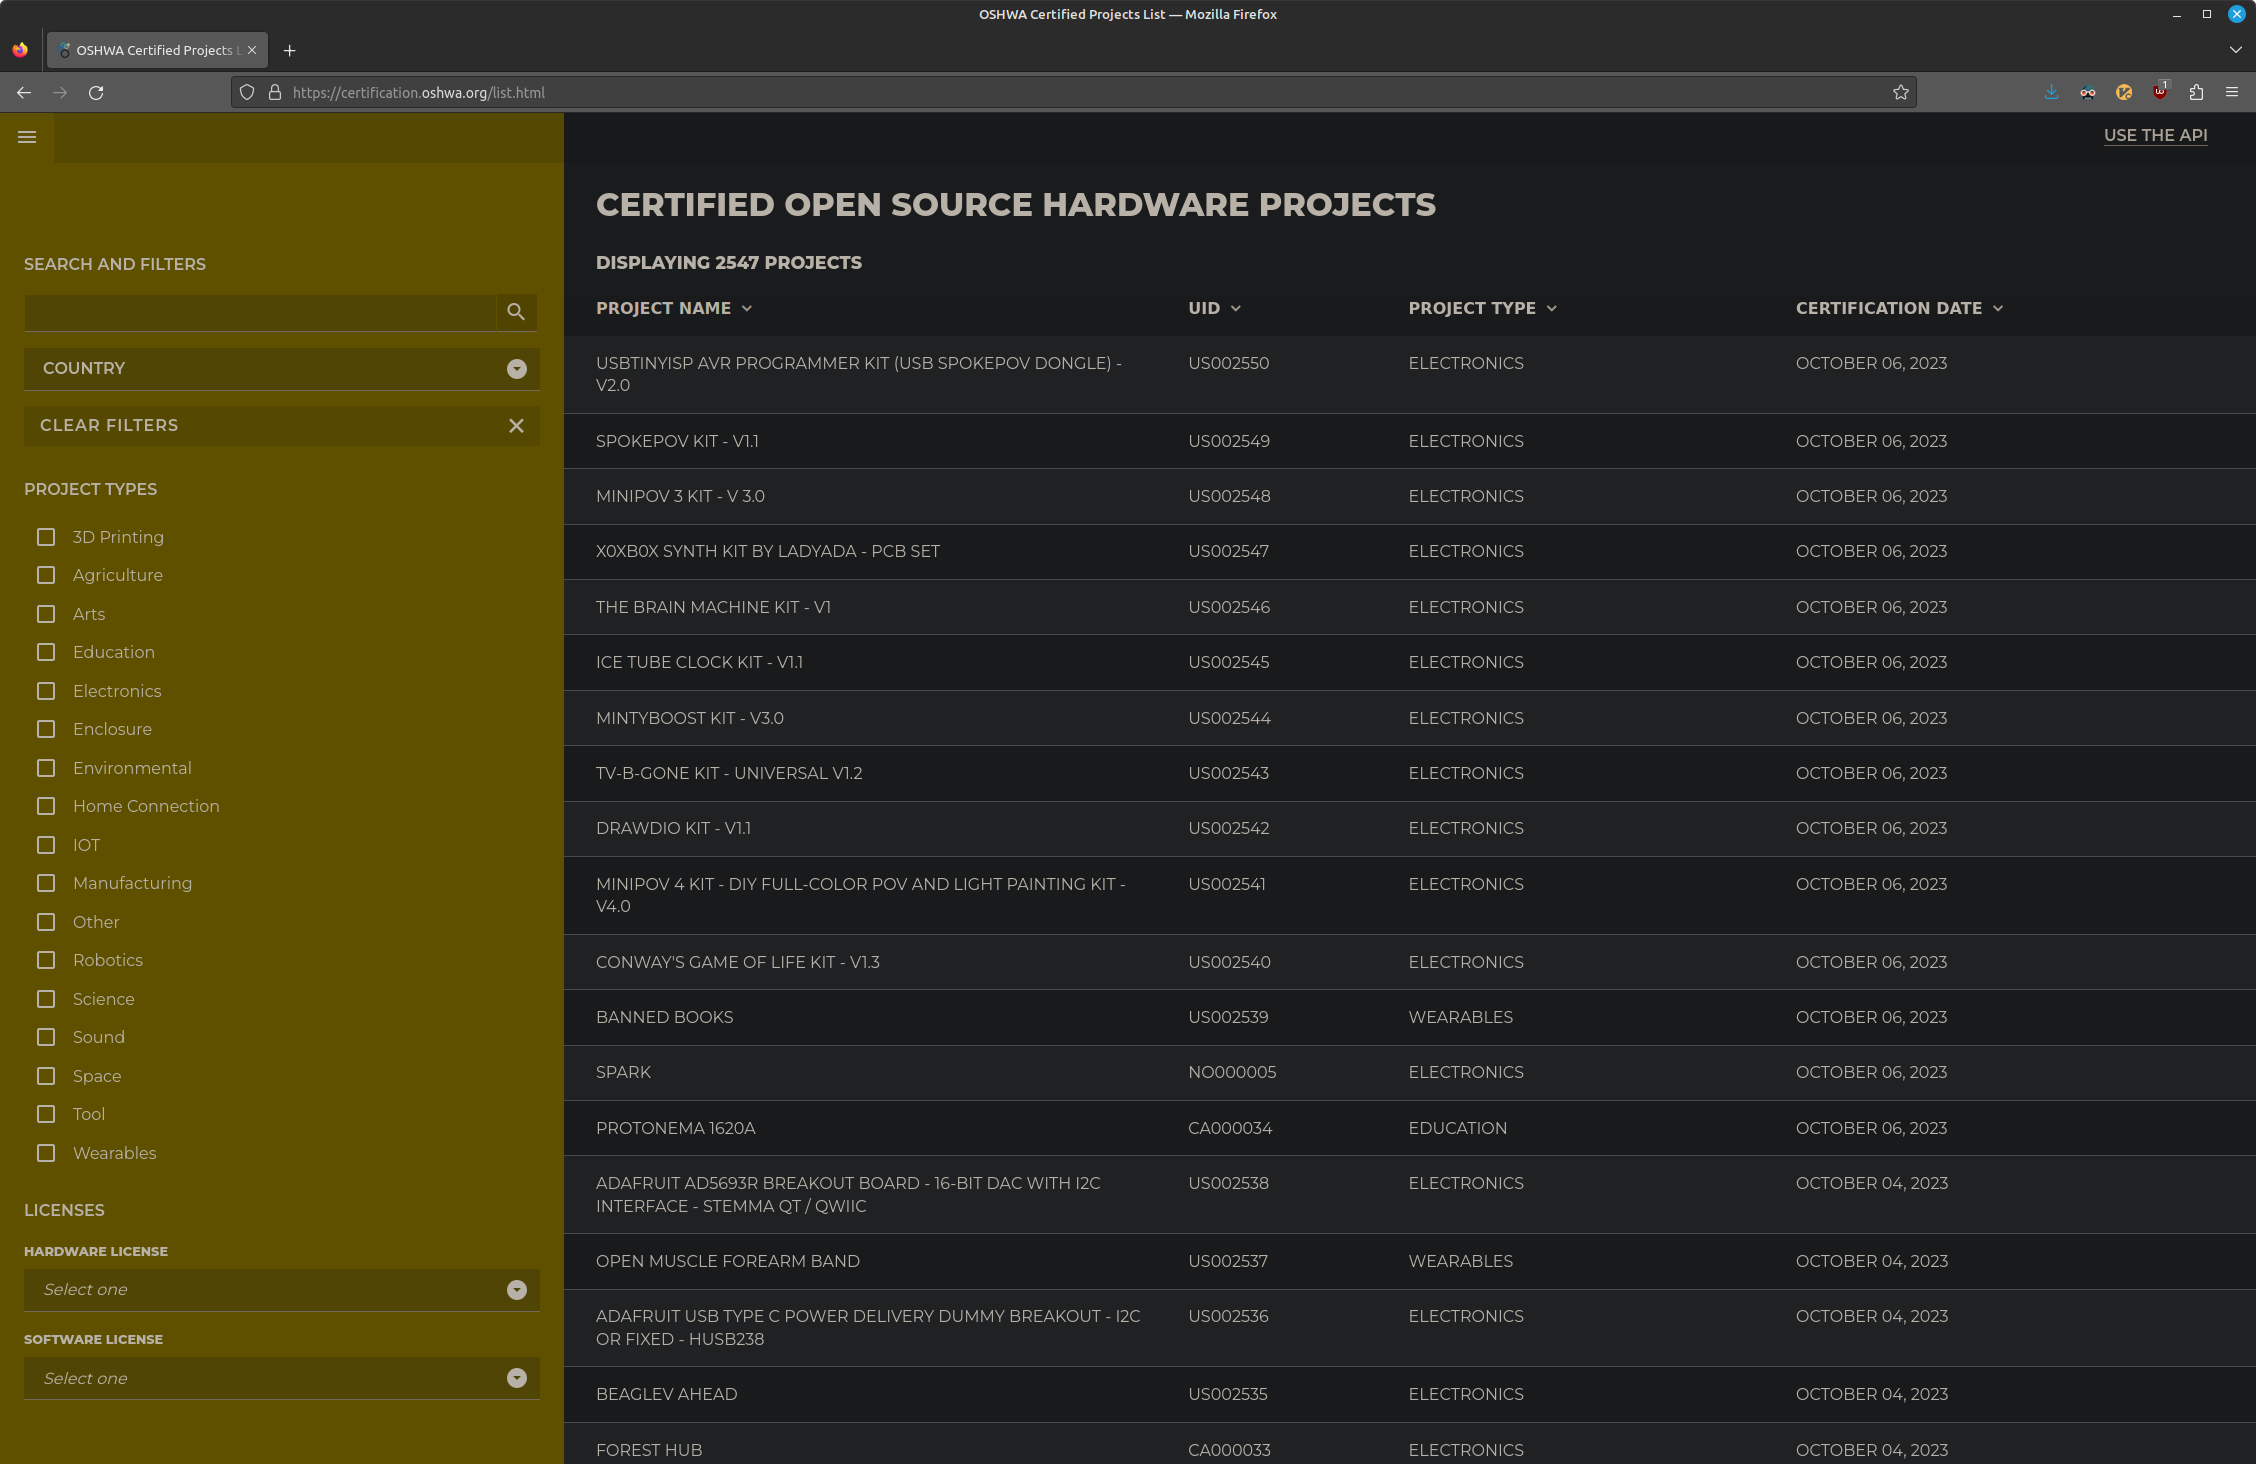 OSHWA Certified Projects List — Mozilla Firefox
OSHWA Certified Projects L
https://certification.oshwa.org/list.html
1
USE THE API
SEARCH AND FILTERS
COUNTRY
CLEAR FILTERS
PROJECT TYPES
3D Printing
Agriculture
Arts
Education
Electronics
Enclosure
Environmental
Home Connection
IOT
Manufacturing
Other
Robotics
Science
Sound
Space
Tool
Wearables
LICENSES
HARDWARE LICENSE
Select one
SOFTWARE LICENSE
Select one
CERTIFIED OPEN SOURCE HARDWARE PROJECTS
DISPLAYING 2547 PROJECTS
PROJECT NAME UID PROJECT TYPE CERTIFICATION DATE
USBTINYISP AVR PROGRAMMER KIT (USB SPOKEPOV DONGLE) - US002550 ELECTRONICS OCTOBER 06, 2023
V2.0
SPOKEPOV KIT - V1.1 US002549 ELECTRONICS OCTOBER 06, 2023
MINIPOV 3 KIT - V 3.0 US002548 ELECTRONICS OCTOBER 06, 2023
X0XB0X SYNTH KIT BY LADYADA - PCB SET US002547 ELECTRONICS OCTOBER 06, 2023
THE BRAIN MACHINE KIT - V1 US002546 ELECTRONICS OCTOBER 06, 2023
ICE TUBE CLOCK KIT - V1.1 US002545 ELECTRONICS OCTOBER 06, 2023
MINTYBOOST KIT - V3.0 US002544 ELECTRONICS OCTOBER 06, 2023
TV-B-GONE KIT - UNIVERSAL V1.2 US002543 ELECTRONICS OCTOBER 06, 2023
DRAWDIO KIT - V1.1 US002542 ELECTRONICS OCTOBER 06, 2023
MINIPOV 4 KIT - DIY FULL-COLOR POV AND LIGHT PAINTING KIT - US002541 ELECTRONICS OCTOBER 06, 2023
V4.0
CONWAY'S GAME OF LIFE KIT - V1.3 US002540 ELECTRONICS OCTOBER 06, 2023
BANNED BOOKS US002539 WEARABLES OCTOBER 06, 2023
SPARK NO000005 ELECTRONICS OCTOBER 06, 2023
PROTONEMA 1620A CA000034 EDUCATION OCTOBER 06, 2023
ADAFRUIT AD5693R BREAKOUT BOARD - 16-BIT DAC WITH I2C US002538 ELECTRONICS OCTOBER 04, 2023
INTERFACE - STEMMA QT / QWIIC
OPEN MUSCLE FOREARM BAND US002537 WEARABLES OCTOBER 04, 2023
ADAFRUIT USB TYPE C POWER DELIVERY DUMMY BREAKOUT - I2C US002536 ELECTRONICS OCTOBER 04, 2023
OR FIXED - HUSB238
BEAGLEV AHEAD US002535 ELECTRONICS OCTOBER 04, 2023
FOREST HUB CA000033 ELECTRONICS OCTOBER 04, 2023